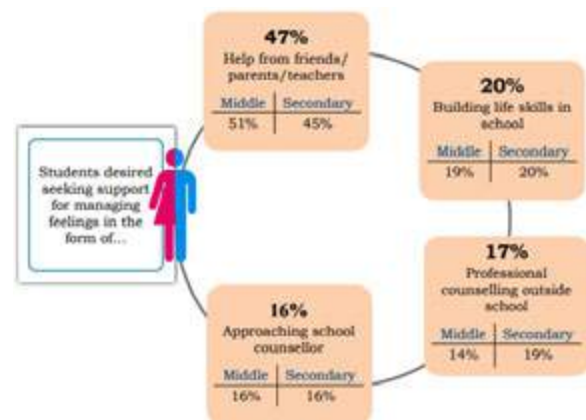 Students desired
seeking support
for managing
feelings in the
form of...
47%
Help from friends/
parents/teachers
Middle Secondary
51% 45%
20%
Building life skills in
school
Middle Secondary
19% 20%
17%
Professional
counselling outside
school
Middle Secondary
14% 19%
16%
Approaching school
counsellor
Middle Secondary
16% 16%